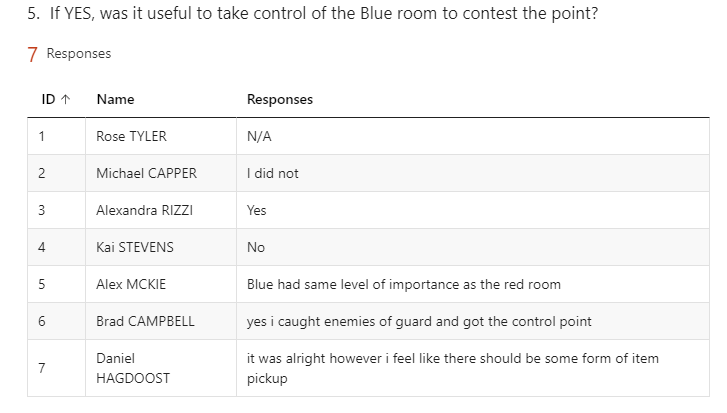 5. If YES, was it useful to take control of the Blue room to contest the point?
7 Responses
ID ↑ Name Responses
1 Rose TYLER N/A
2 Michael CAPPER I did not
3 Alexandra RIZZI Yes
4 Kai STEVENS No
5 Alex MCKIE Blue had same level of importance as the red room
6 Brad CAMPBELL yes i caught enemies of guard and got the control point
7 Daniel HAGDOOST it was alright however i feel like there should be some form of item pickup